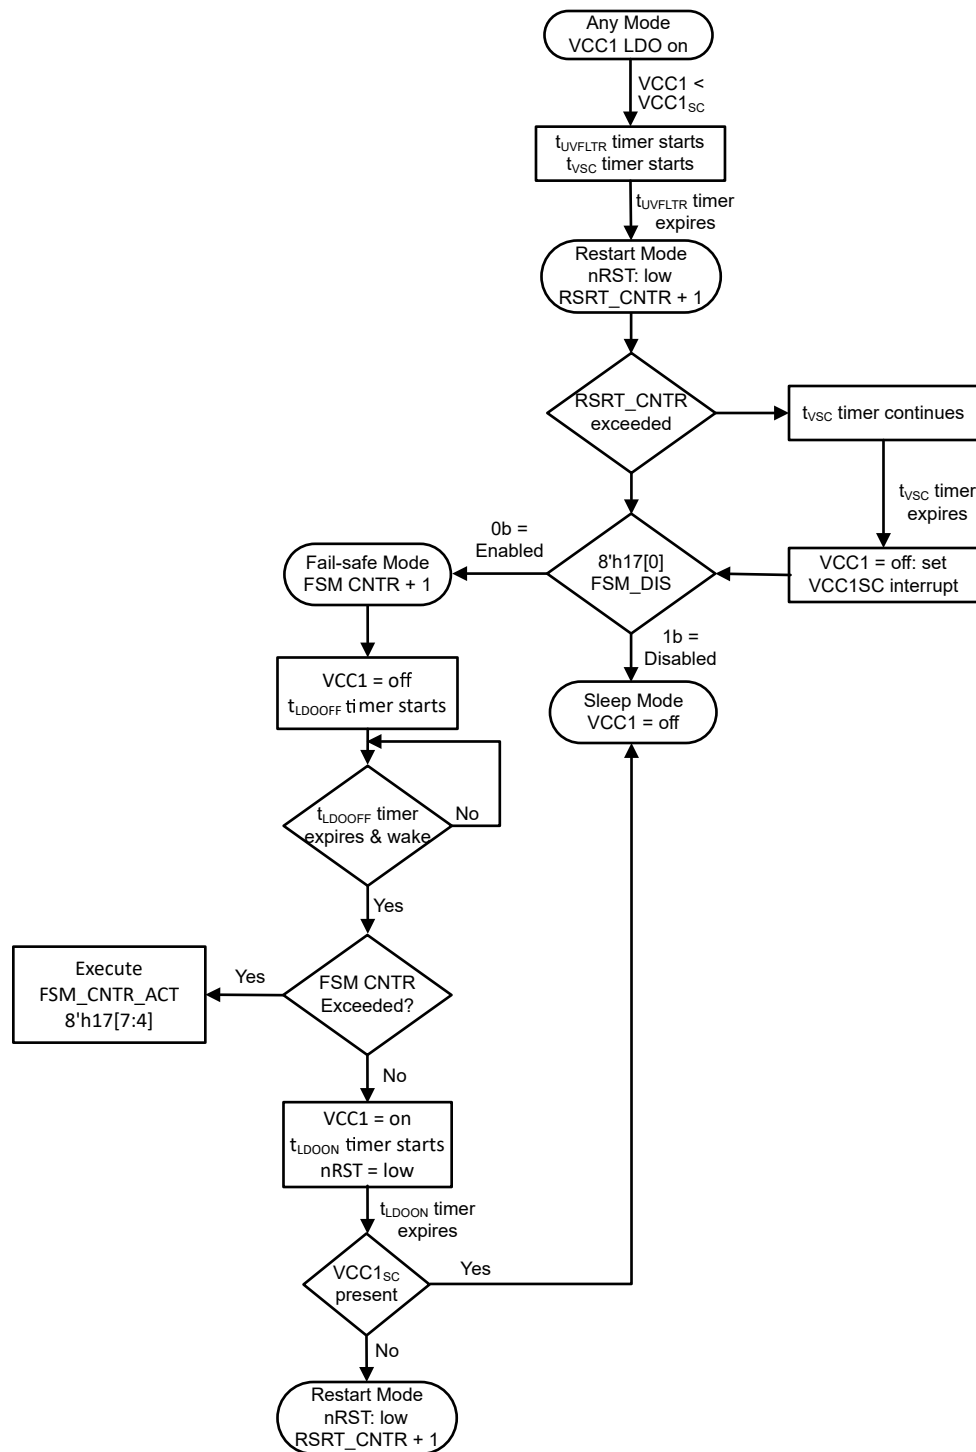 Any Mode
VCC1 LDO on
VCC1 <
VCC1SC
tUVFLTR timer starts
tVSC timer starts
tUVFLTR timer
expires
Restart Mode
nRST: low
RSRT_CNTR + 1
RSRT_CNTR
exceeded
tVSC timer continues
tVSC timer
expires
0b =
Enabled
Fail-safe Mode
FSM CNTR + 1
8'h17[0]
FSM_DIS
VCC1 = off: set
VCC1SC interrupt
1b =
Disabled
VCC1 = off
tLDOOFF timer starts
Sleep Mode
VCC1 = off
tLDOOFF timer
expires & wake
No
Yes
Execute
FSM_CNTR_ACT
8'h17[7:4]
Yes
FSM CNTR
Exceeded?
No
VCC1 = on
tLDOON timer starts
nRST = low
tLDOON timer
expires
VCC1SC
present
Yes
No
Restart Mode
nRST: low
RSRT_CNTR + 1